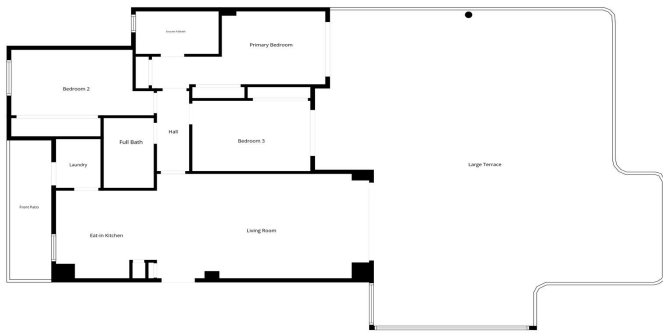 Primary Bedroom
Bedroom 2
Hall
Full Bath
Bedroom 3
Laundry
Large Terrace
Front Patio
Eat-in Kitchen
Living Room